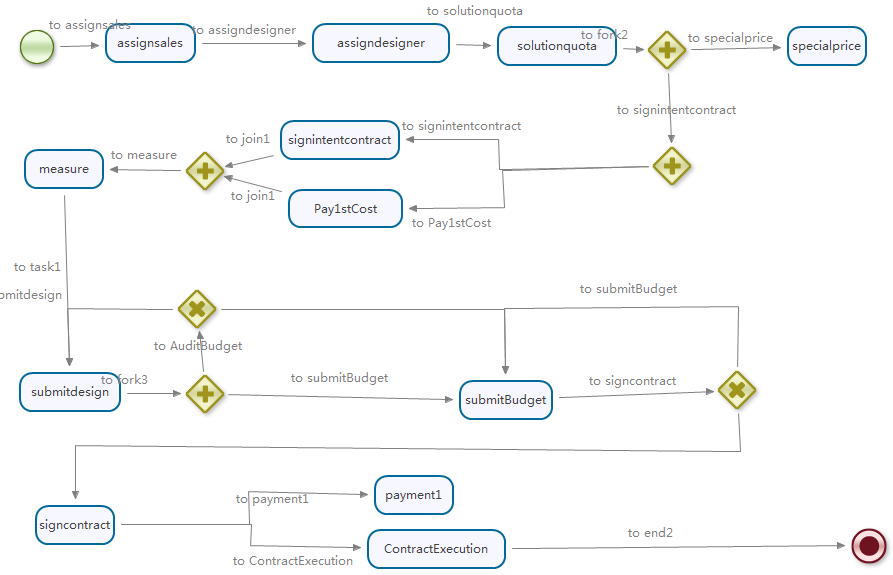 to solutionquota
to assignsales
to assigndesigner
to fork2
to specialprice
assignsales
assigndesigner
solutionquota
specialprice
to signintentcontract
to signintentcontract
to join1
signintentcontract
to measure
measure
to join1
Pay1stCost
to Pay1stCost
to task1
bmitdesign
to submitBudget
to AuditBudget
to fork3
to submitBudget
to signcontract
submitdesign
submitBudget
to payment1
payment1
signcontract
to end2
ContractExecution
to ContractExecution